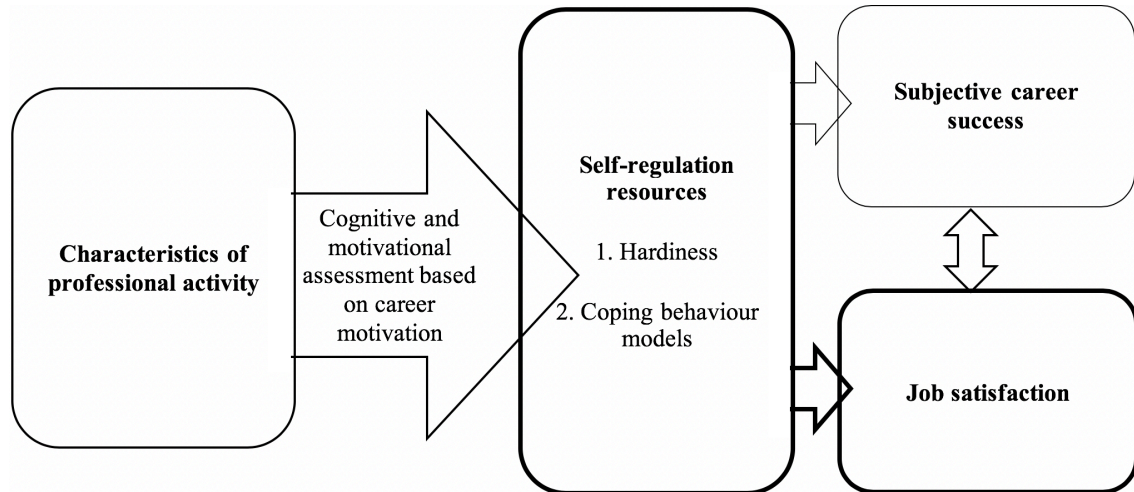 Characteristics of
professional activity
Cognitive and
motivational
assessment based
on career
motivation
Self-regulation
resources
1. Hardiness
2. Coping behaviour
models
Subjective career
success
Job satisfaction